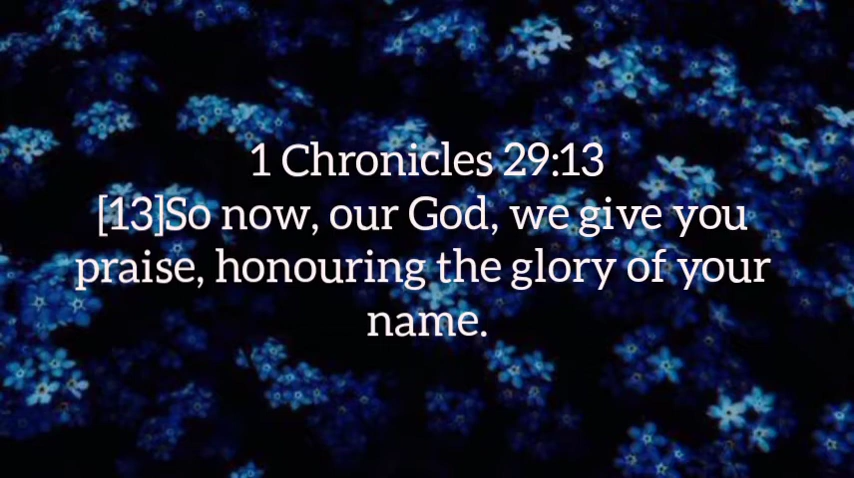 1 Chronicles 29:13
[13]So now, our God, we give you
praise, honouring the glory of your
name.